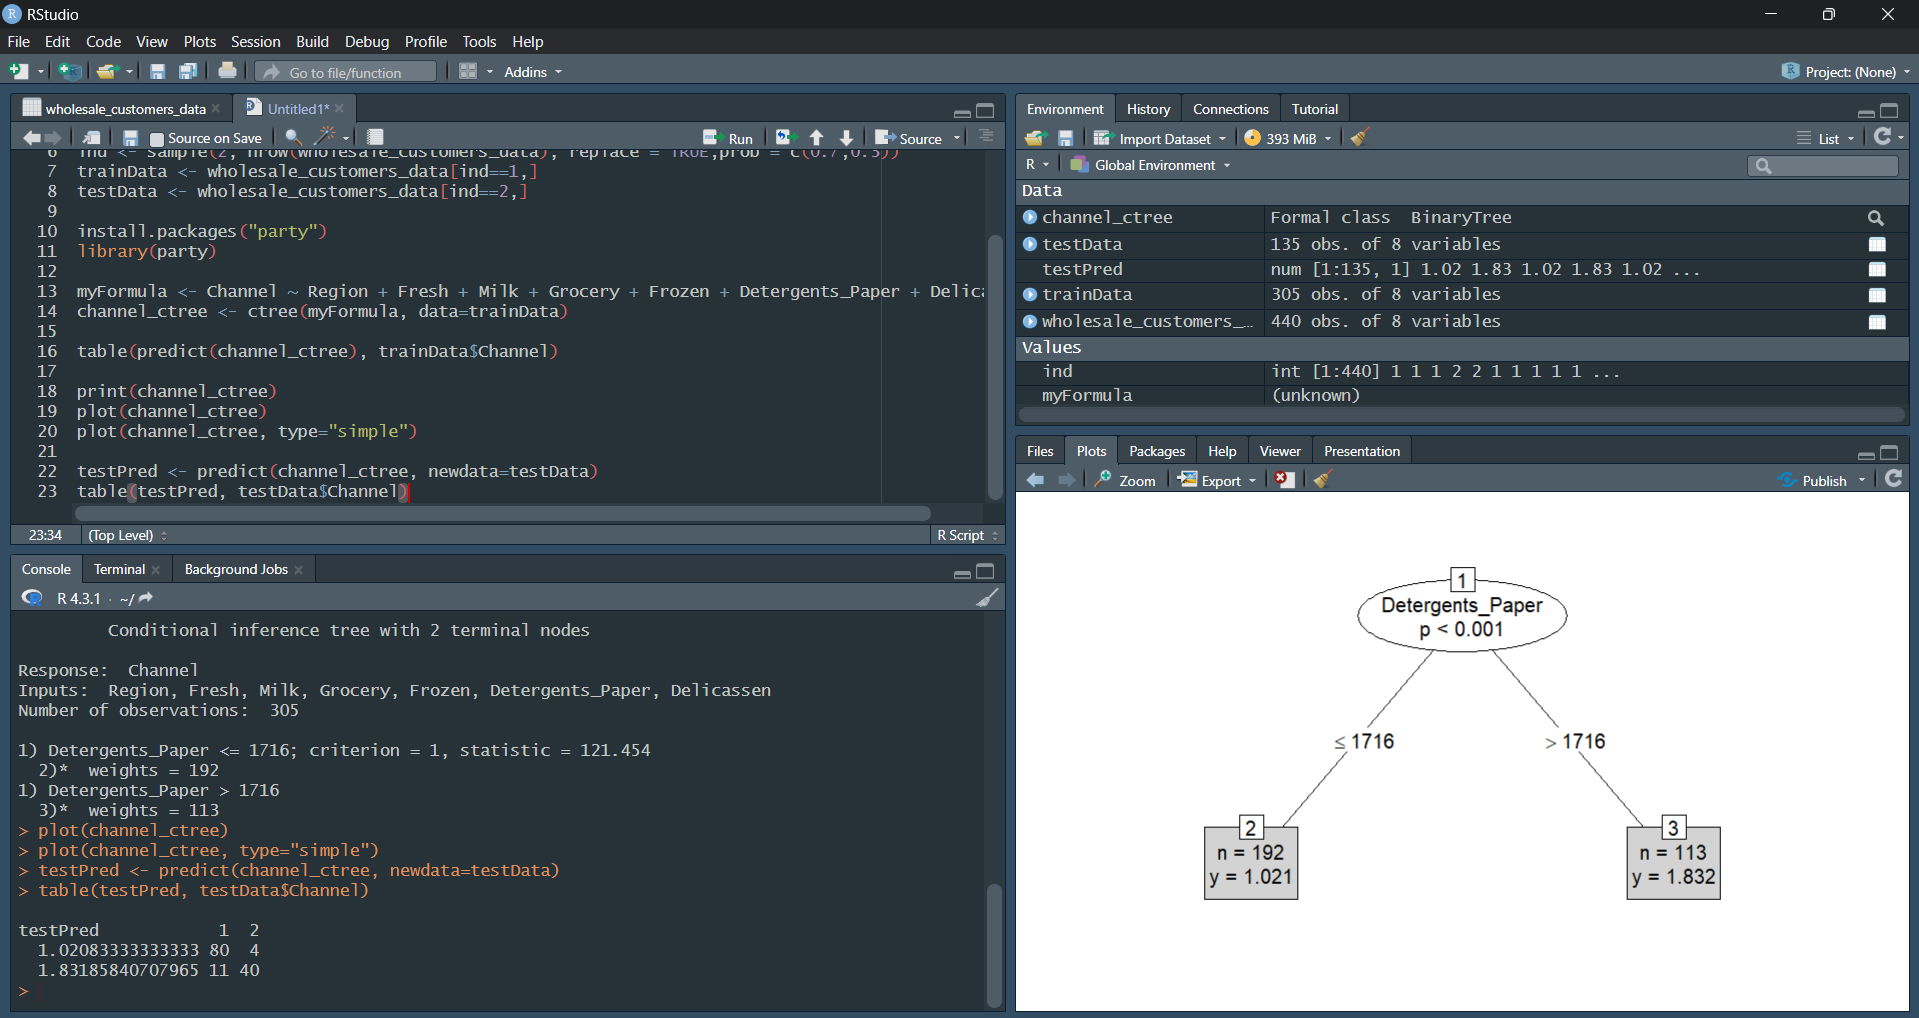 RStudio
File Edit Code View Plots Session Build Debug Profile Tools Help
Go to file/function Addins Project: (None)
wholesale_customers_data Untitled1*
Source on Save Run Source
6 ind <- sample(2, nrow(wholesale_customers_data), replace = TRUE,prob = c(0.7,0.3))
7 trainData <- wholesale_customers_data[ind==1,]
8 testData <- wholesale_customers_data[ind==2,]
9
10 install.packages("party")
11 library(party)
12
13 myFormula <- Channel ~ Region + Fresh + Milk + Grocery + Frozen + Detergents_Paper + Delica
14 channel_ctree <- ctree(myFormula, data=trainData)
15
16 table(predict(channel_ctree), trainData$Channel)
17
18 print(channel_ctree)
19 plot(channel_ctree)
20 plot(channel_ctree, type="simple")
21
22 testPred <- predict(channel_ctree, newdata=testData)
23 table(testPred, testData$Channel)
23:34 (Top Level) R Script
Console Terminal Background Jobs
R 4.3.1 · ~/
Conditional inference tree with 2 terminal nodes
Response: Channel
Inputs: Region, Fresh, Milk, Grocery, Frozen, Detergents_Paper, Delicassen
Number of observations: 305
1) Detergents_Paper <= 1716; criterion = 1, statistic = 121.454
2)* weights = 192
1) Detergents_Paper > 1716
3)* weights = 113
> plot(channel_ctree)
> plot(channel_ctree, type="simple")
> testPred <- predict(channel_ctree, newdata=testData)
> table(testPred, testData$Channel)
testPred 1 2
1.02083333333333 80 4
1.83185840707965 11 40
>
Environment History Connections Tutorial
Import Dataset 393 MiB List
R Global Environment
Data
channel_ctree Formal class BinaryTree
testData 135 obs. of 8 variables
testPred num [1:135, 1] 1.02 1.83 1.02 1.83 1.02 ...
trainData 305 obs. of 8 variables
wholesale_customers_… 440 obs. of 8 variables
Values
ind int [1:440] 1 1 1 2 2 1 1 1 1 1 ...
myFormula (unknown)
Files Plots Packages Help Viewer Presentation
Zoom Export Publish
1
Detergents_Paper
p < 0.001
≤ 1716 > 1716
2 3
n = 192 n = 113
y = 1.021 y = 1.832